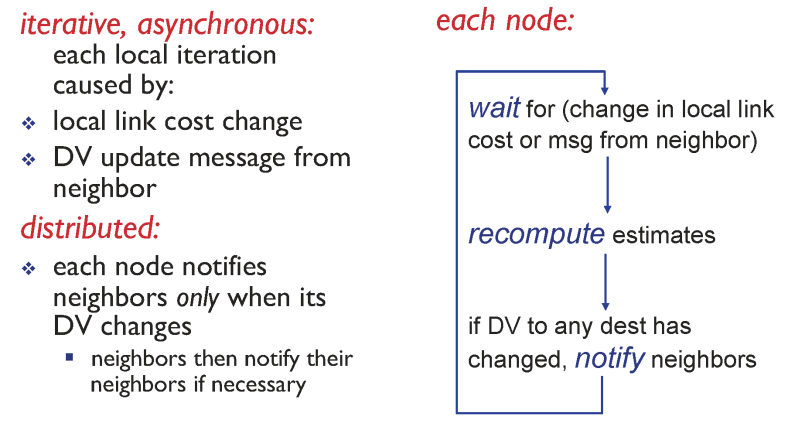 iterative, asynchronous:
each local iteration
caused by:
local link cost change
DV update message from
neighbor
distributed:
each node notifies
neighbors only when its
DV changes
neighbors then notify their
neighbors if necessary
each node:
wait for (change in local link
cost or msg from neighbor)
recompute estimates
if DV to any dest has
changed, notify neighbors